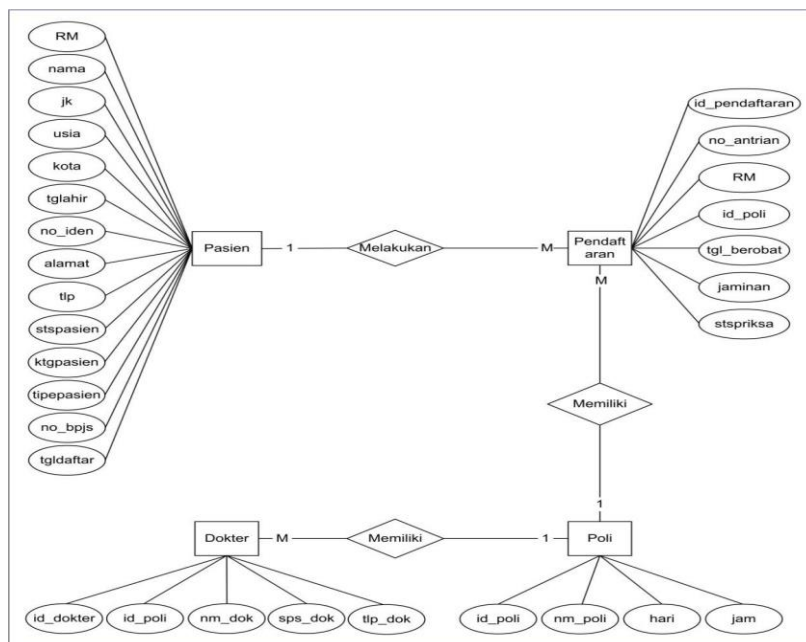 RM
nama
jk
usia
kota
tglahir
no_iden
alamat
tlp
stspasien
ktgpasien
tipepasien
no_bpjs
tgldaftar
Pasien
1
Melakukan
M
Pendaft
aran
M
id_pendaftaran
no_antrian
RM
id_poli
tgl_berobat
jaminan
stspriksa
Memiliki
1
Dokter
M
Memiliki
1
Poli
id_dokter
id_poli
nm_dok
sps_dok
tlp_dok
id_poli
nm_poli
hari
jam